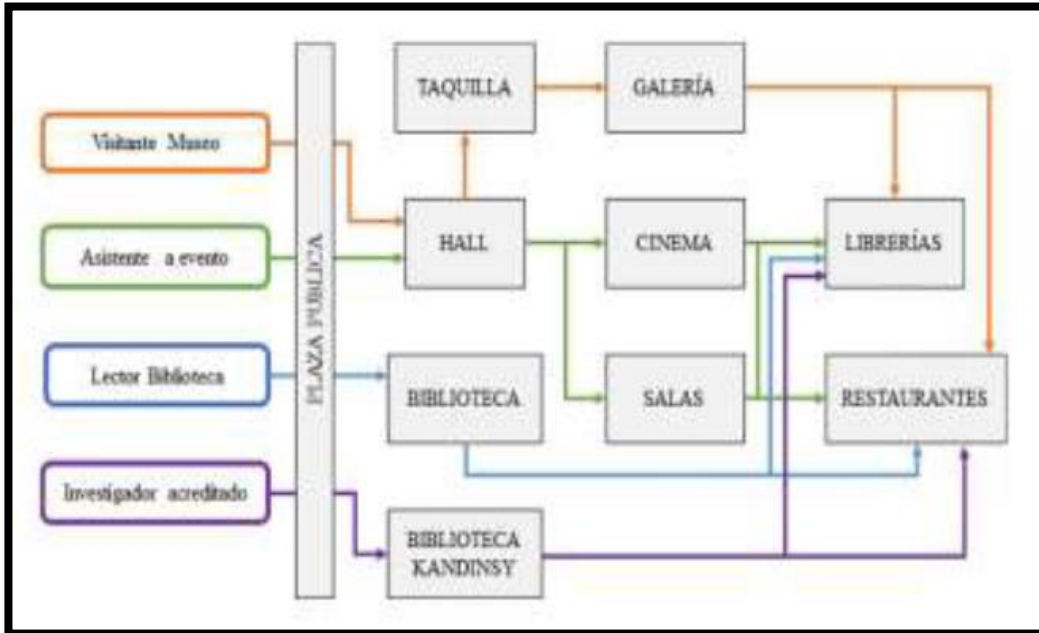 Visitante Museo
Asistente a evento
Lector Biblioteca
Investigador acreditado
PLAZA PÚBLICA
TAQUILLA
GALERÍA
HALL
CINEMA
LIBRERÍAS
BIBLIOTECA
SALAS
RESTAURANTES
BIBLIOTECA
KANDINSY